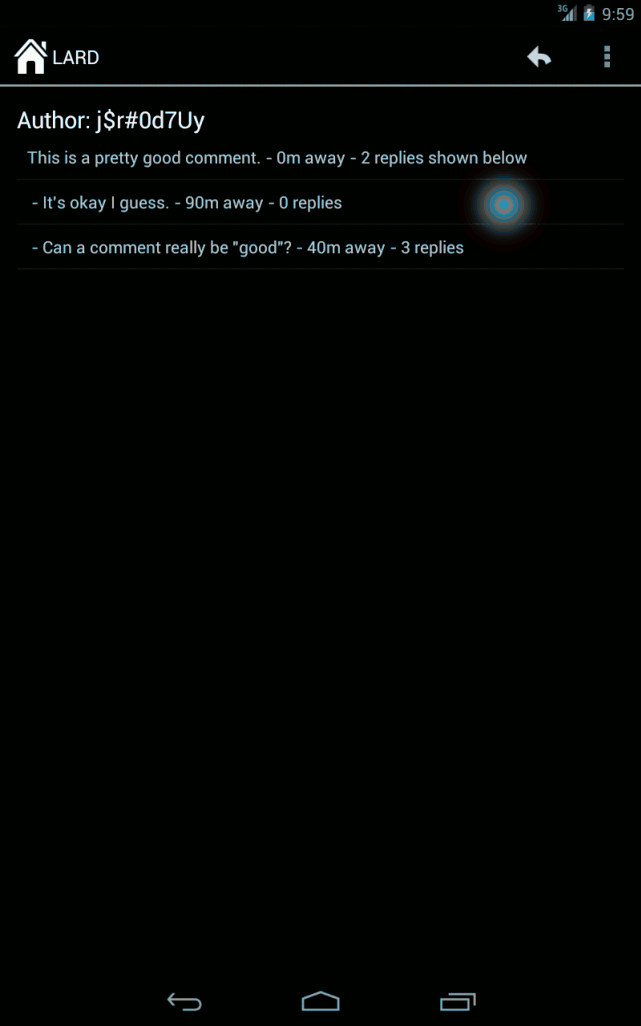 3G 9:59
LARD
Author: j$r#0d7Uy
This is a pretty good comment. - 0m away - 2 replies shown below
- It's okay I guess. - 90m away - 0 replies
- Can a comment really be "good"? - 40m away - 3 replies